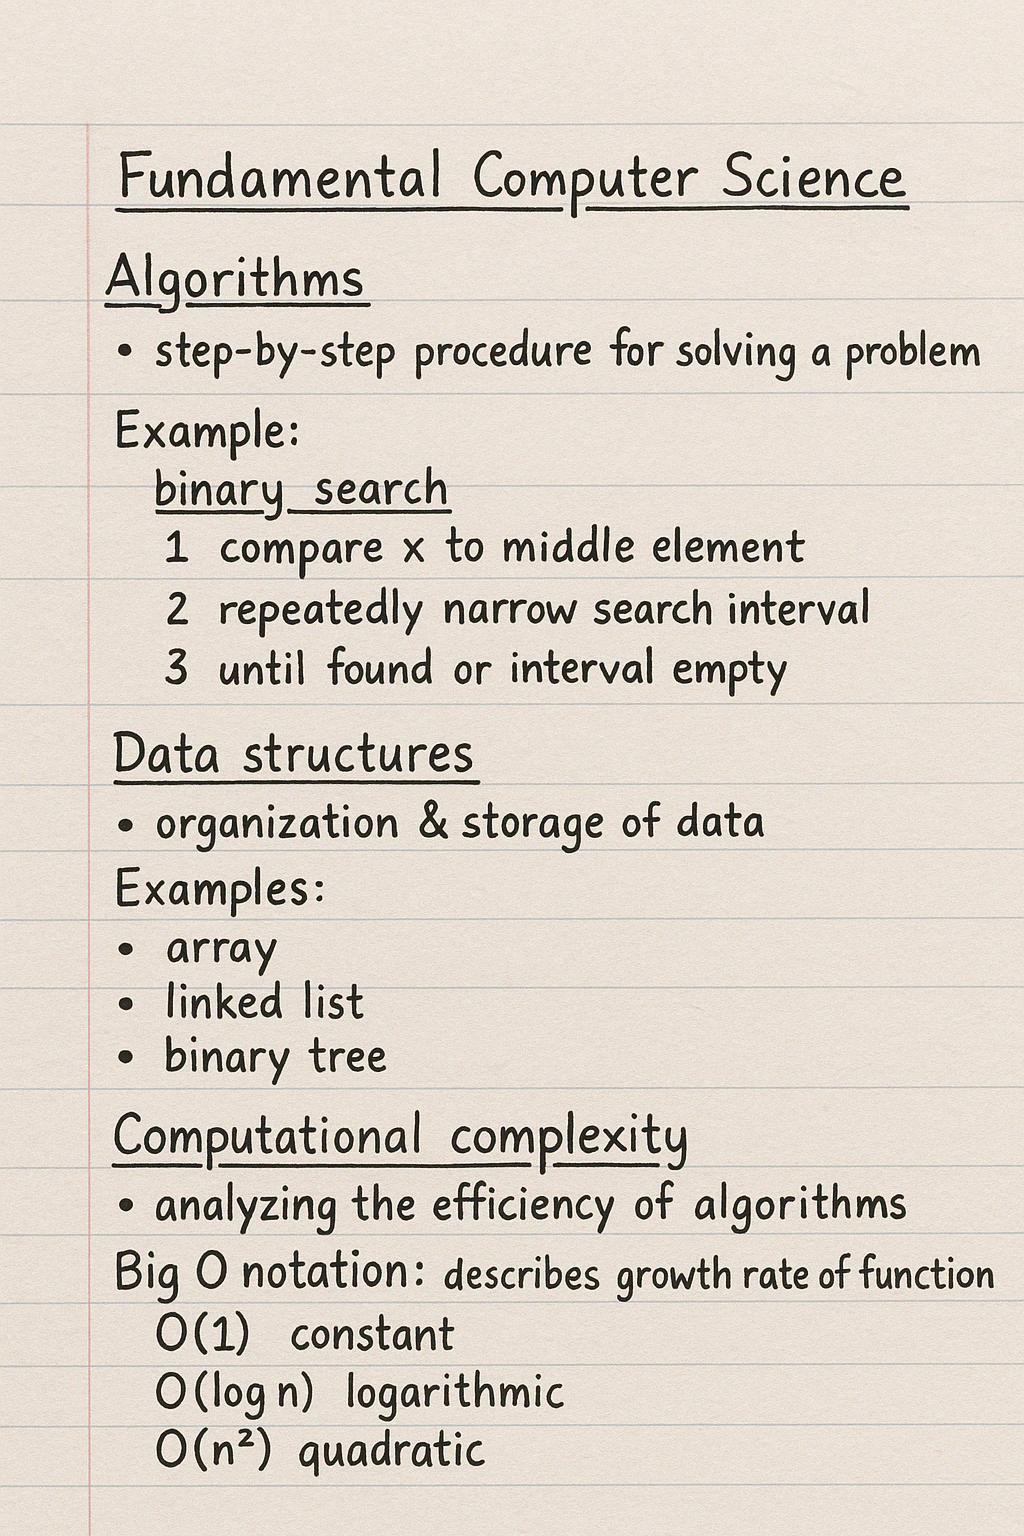 Fundamental Computer Science
Algorithms
• step-by-step procedure for solving a problem
Example:
binary search
1 compare x to middle element
2 repeatedly narrow search interval
3 until found or interval empty
Data structures
• organization & storage of data
Examples:
• array
• linked list
• binary tree
Computational complexity
• analyzing the efficiency of algorithms
Big O notation: describes growth rate of function
O(1) constant
O(log n) logarithmic
O(n²) quadratic